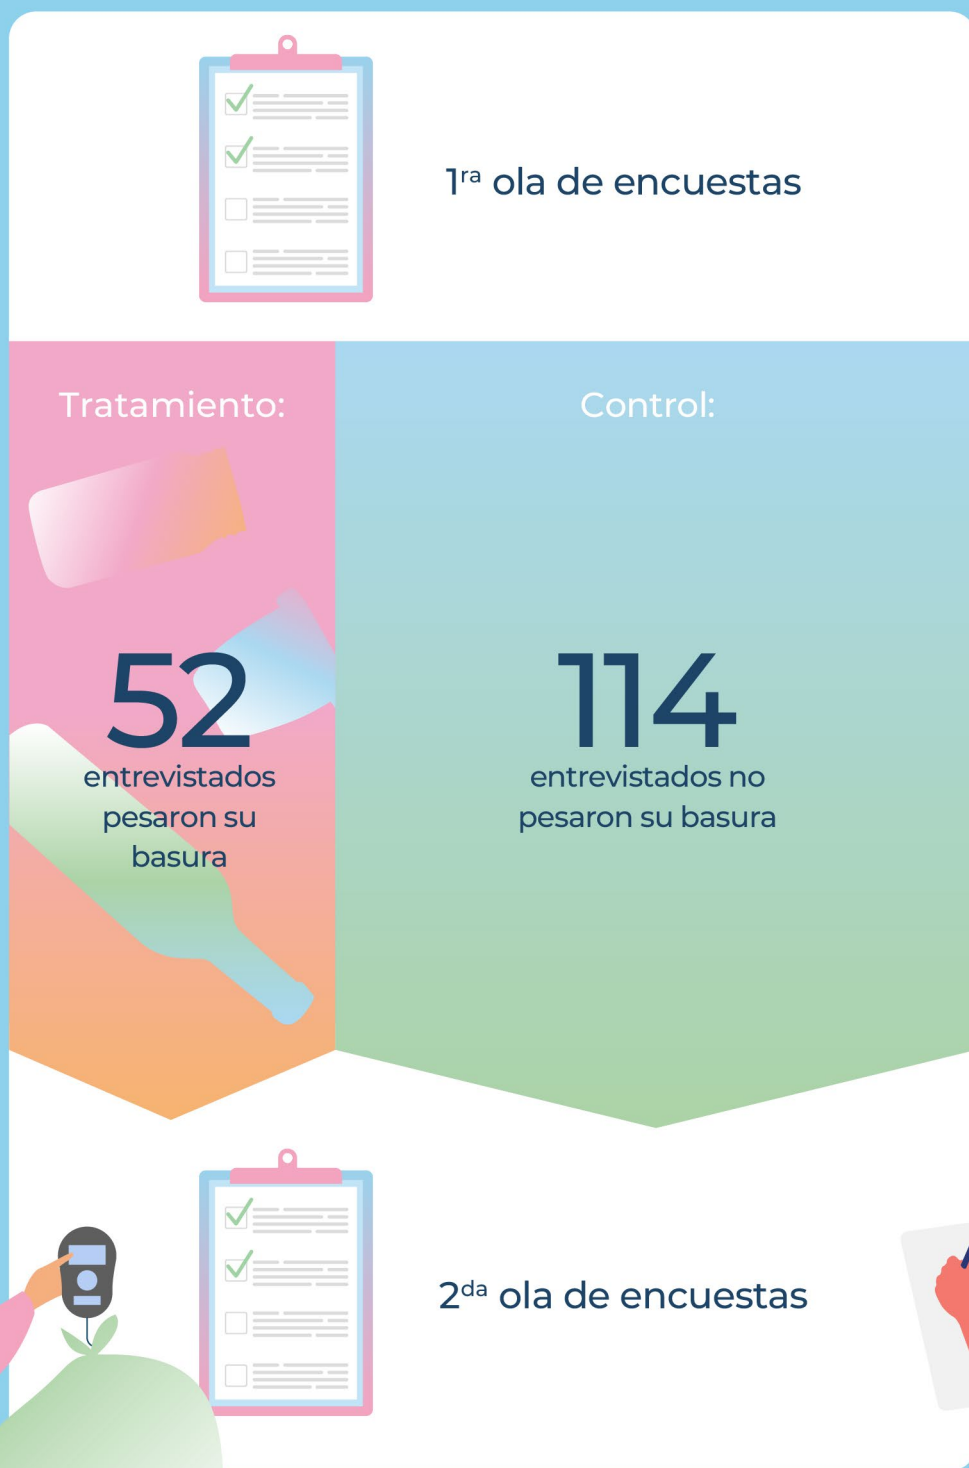 1ra ola de encuestas
Tratamiento:
52
entrevistados
pesaron su
basura
Control:
114
entrevistados no
pesaron su basura
2da ola de encuestas